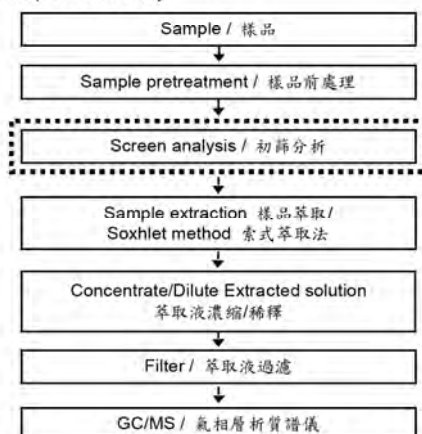 Sample / 樣品
Sample pretreatment / 樣品前處理
Screen analysis / 初篩分析
Sample extraction 樣品萃取/
Soxhlet method 索式萃取法
Concentrate/Dilute Extracted solution
萃取液濃縮/稀釋
Filter / 萃取液過濾
GC/MS / 氣相層析質譜儀